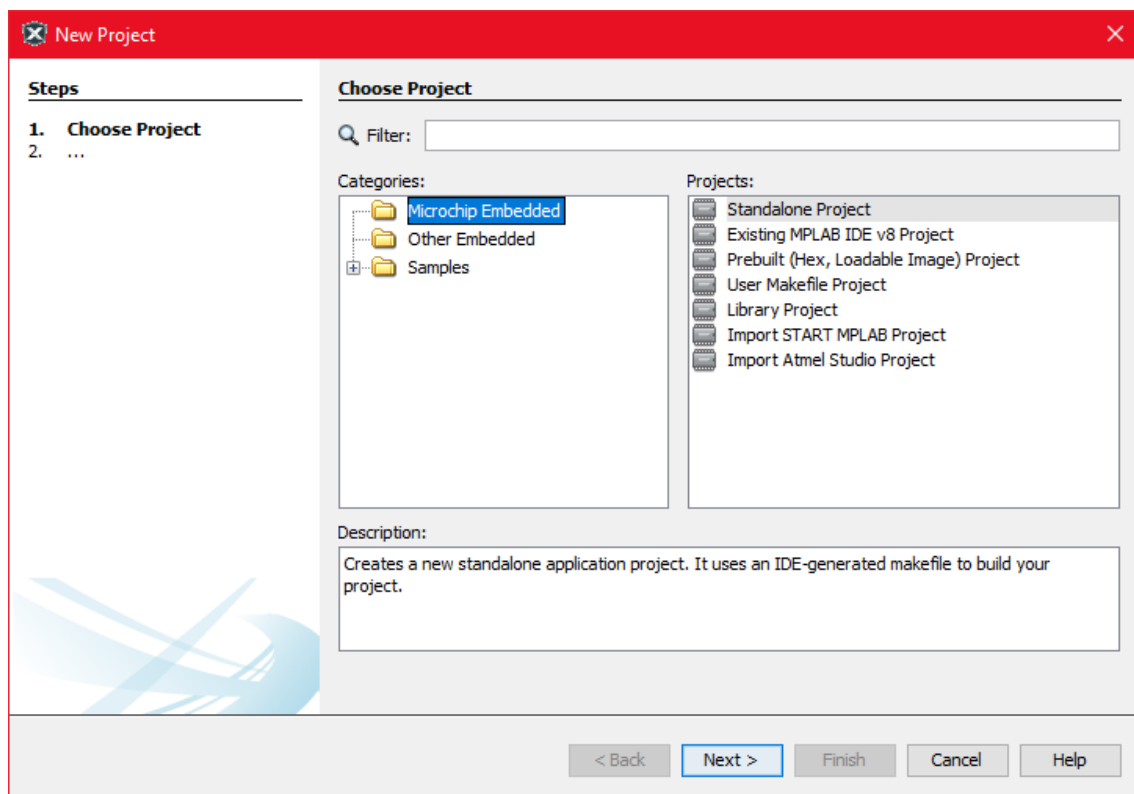 New Project
Steps
1. Choose Project
2. ...
Choose Project
Filter:
Categories:
Microchip Embedded
Other Embedded
Samples
Projects:
Standalone Project
Existing MPLAB IDE v8 Project
Prebuilt (Hex, Loadable Image) Project
User Makefile Project
Library Project
Import START MPLAB Project
Import Atmel Studio Project
Description:
Creates a new standalone application project. It uses an IDE-generated makefile to build your
project.
< Back
Next >
Finish
Cancel
Help